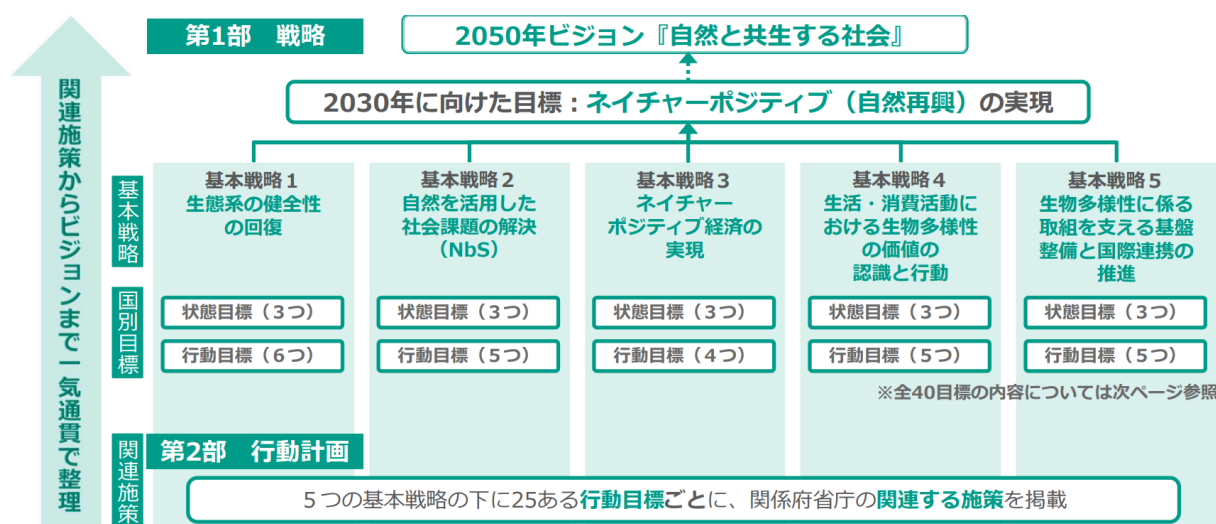 第1部 戦略
2050年ビジョン『自然と共生する社会』
2030年に向けた目標：ネイチャーポジティブ（自然再興）の実現
関連施策からビジョンまで一気通貫で整理
基本戦略
基本戦略1
生態系の健全性
の回復
基本戦略2
自然を活用した
社会課題の解決
（NbS）
基本戦略3
ネイチャー
ポジティブ経済の
実現
基本戦略4
生活・消費活動に
おける生物多様性
の価値の
認識と行動
基本戦略5
生物多様性に係る
取組を支える基盤
整備と国際連携の
推進
国別目標
状態目標（3つ）
状態目標（3つ）
状態目標（3つ）
状態目標（3つ）
状態目標（3つ）
行動目標（6つ）
行動目標（5つ）
行動目標（4つ）
行動目標（5つ）
行動目標（5つ）
※全40目標の内容については次ページ参照
関連施策
第2部 行動計画
5つの基本戦略の下に25ある行動目標ごとに、関係府省庁の関連する施策を掲載